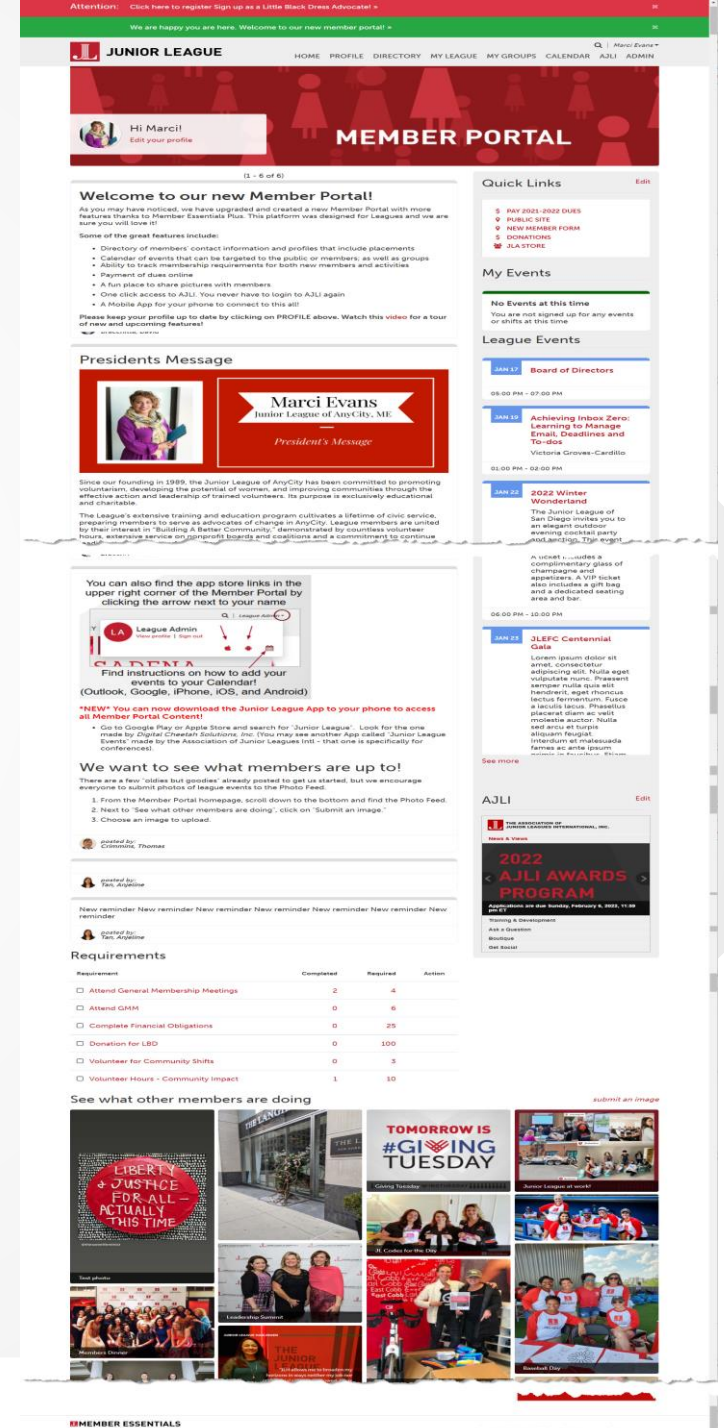 Attention: Click here to register Sign up as a Little Black Dress Advocate! »
We are happy you are here. Welcome to our new member portal! »
JUNIOR LEAGUE
Marci Evans
HOME PROFILE DIRECTORY MY LEAGUE MY GROUPS CALENDAR AJLI ADMIN
Hi Marci!
Edit your profile
MEMBER PORTAL
(1 - 6 of 6)
Welcome to our new Member Portal!
As you may have noticed, we have upgraded and created a new Member Portal with more
features thanks to Member Essentials Plus. This platform was designed for Leagues and we are
sure you will love it!
Some of the great features include:
• Directory of members' contact information and profiles that include placements
• Calendar of events that can be targeted to the public or members; as well as groups
• Ability to track membership requirements for both new members and activities
• Payment of dues online
• A fun place to share pictures with members
• One click access to AJLI. You never have to login to AJLI again
• A Mobile App for your phone to connect to this all!
Please keep your profile up to date by clicking on PROFILE above. Watch this video for a tour
of new and upcoming features!
Presidents Message
Marci Evans
Junior League of AnyCity, ME
President's Message
Since our founding in 1989, the Junior League of AnyCity has been committed to promoting
voluntarism, developing the potential of women, and improving communities through the
effective action and leadership of trained volunteers. Its purpose is exclusively educational
and charitable.
The League's extensive training and education program cultivates a lifetime of civic service,
preparing members to serve as advocates of change in AnyCity. League members are united
by their interest in "Building A Better Community," demonstrated by countless volunteer
hours, extensive service on nonprofit boards and coalitions and a commitment to continue
You can also find the app store links in the
upper right corner of the Member Portal by
clicking the arrow next to your name
League Admin
LA
League Admin
View profile | Sign out
SADENA
Find instructions on how to add your
events to your Calendar!
(Outlook, Google, iPhone, iOS, and Android)
*NEW* You can now download the Junior League App to your phone to access
all Member Portal Content!
• Go to Google Play or Apple Store and search for 'Junior League'. Look for the one
made by Digital Cheetah Solutions, Inc. (You may see another App called 'Junior League
Events" made by the Association of Junior Leagues Intl - that one is specifically for
conferences).
We want to see what members are up to!
There are a few "oldies but goodies' already posted to get us started, but we encourage
everyone to submit photos of league events to the Photo Feed.
1. From the Member Portal homepage, scroll down to the bottom and find the Photo Feed.
2. Next to 'See what other members are doing', click on "Submit an image."
3. Choose an image to upload.
posted by:
Crimmins, Thomas
posted by:
Tan, Anjeline
New reminder New reminder New reminder New reminder New reminder New reminder New
reminder
posted by:
Tan, Anjeline
Requirements
Requirement Completed Required Action
Attend General Membership Meetings 2 4
Attend GMM 0 6
Complete Financial Obligations 0 25
Donation for LBD 0 100
Volunteer for Community Shifts 0 3
Volunteer Hours - Community Impact 1 10
Quick Links
Edit
$ PAY 2021-2022 DUES
PUBLIC SITE
NEW MEMBER FORM
$ DONATIONS
JLA STORE
My Events
No Events at this time
You are not signed up for any events
or shifts at this time
League Events
JAN 17
Board of Directors
05:00 PM - 07:00 PM
JAN 19
Achieving Inbox Zero:
Learning to Manage
Email, Deadlines and
To-dos
Victoria Groves-Cardillo
01:00 PM - 02:00 PM
JAN 22
2022 Winter
Wonderland
The Junior League of
San Diego invites you to
an elegant outdoor
evening cocktail party
and auction. This event
A ticket includes a
complimentary glass of
champagne and
appetizers. A VIP ticket
also includes a gift bag
and a dedicated seating
area and bar.
06:00 PM - 10:00 PM
JAN 23
JLEFC Centennial
Gala
Lorem ipsum dolor sit
amet, consectetur
adipiscing elit. Nulla eget
vulputate nunc. Praesent
semper nulla quis elit
hendrerit, eget rhoncus
lectus fermentum. Fusce
a iaculis lacus. Phasellus
placerat diam ac velit
molestie auctor. Nulla
sed arcu et turpis
aliquam feugiat.
Interdum et malesuada
fames ac ante ipsum
See more
AJLI
Edit
THE ASSOCIATION OF
JUNIOR LEAGUES INTERNATIONAL, INC.
News & Views
2022
AJLI AWARDS
PROGRAM
Applications are due Sunday, February 6, 2022, 11:59
pm ET
Training & Development
Ask a Question
Boutique
Get Social
See what other members are doing
submit an image
LIBERTY
& JUSTICE
FOR ALL -
ACTUALLY
THIS TIME
Test photo
Members Dinner
Leadership Summit
THE
JUNIOR
LEAGUE
TOMORROW IS
#GIVING
TUESDAY
Giving Tuesday
JL Codes for the Day
Junior League at work!
Baseball Day
MEMBER ESSENTIALS